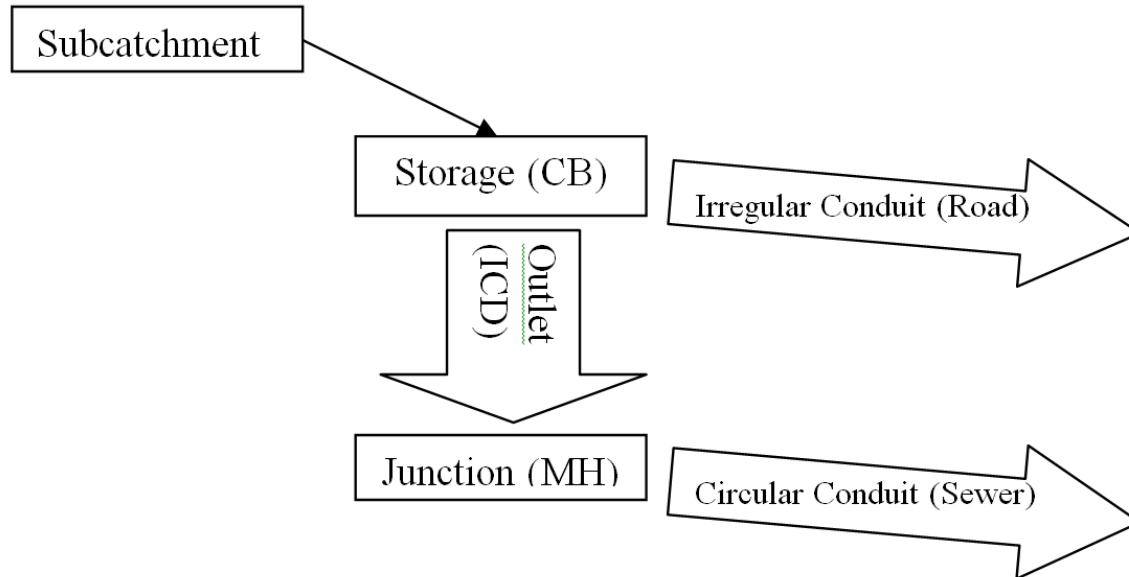 Subcatchment
Storage (CB)
Irregular Conduit (Road)
Outlet
(ICD)
Junction (MH)
Circular Conduit (Sewer)